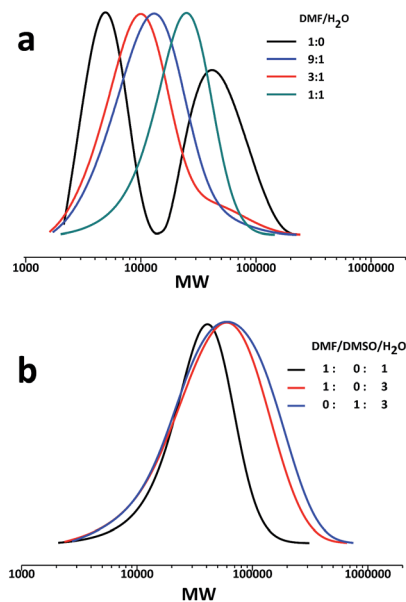 a
DMF/H₂O
1:0
9:1
3:1
1:1
1000 10000 100000 1000000
MW
b
DMF/DMSO/H₂O
1 : 0 : 1
1 : 0 : 3
0 : 1 : 3
1000 10000 100000 1000000
MW